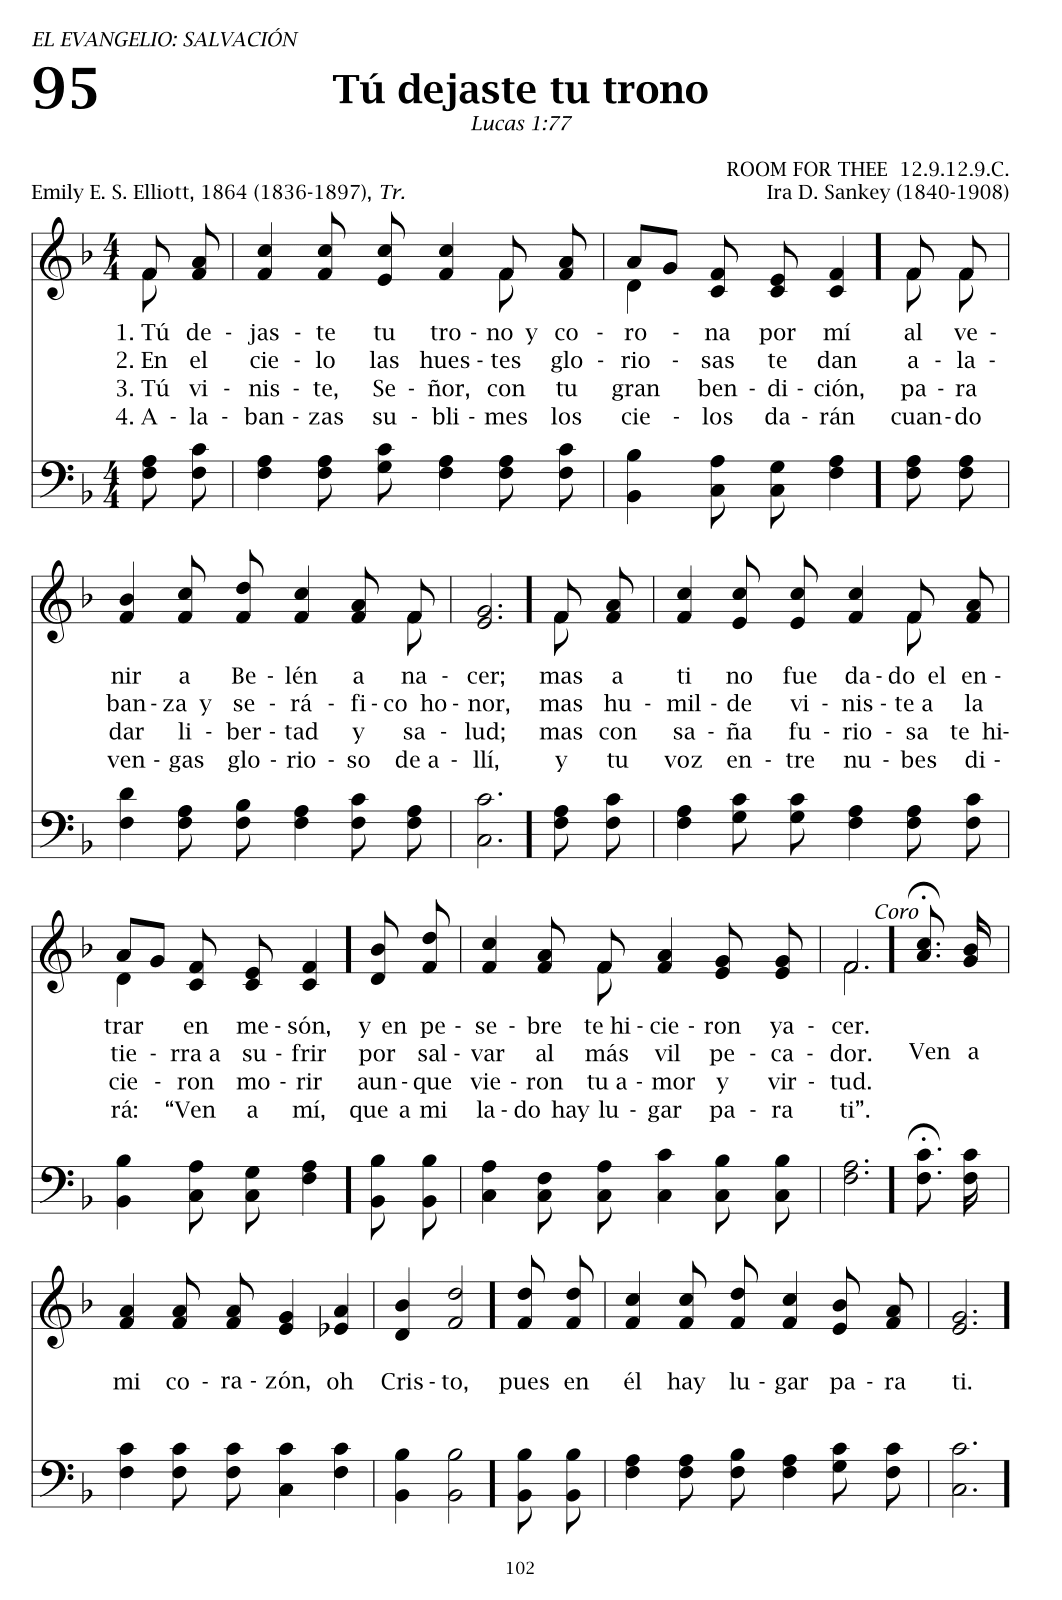 EL EVANGELIO: SALVACIÓN
95
Tú dejaste tu trono
Lucas 1:77
ROOM FOR THEE 12.9.12.9.C.
Emily E. S. Elliott, 1864 (1836-1897), Tr.
Ira D. Sankey (1840-1908)
1. Tú de - jas - te tu tro - no y co - ro - na por mí al ve -
2. En el cie - lo las hues - tes glo - rio - sas te dan a - la -
3. Tú vi - nis - te, Se - ñor, con tu gran ben - di - ción, pa - ra
4. A - la - ban - zas su - bli - mes los cie - los da - rán cuan - do
nir a Be - lén a na - cer; mas a ti no fue da - do el en -
ban - za y se - rá - fi - co ho - nor, mas hu - mil - de vi - nis - te a la
dar li - ber - tad y sa - lud; mas con sa - ña fu - rio - sa te hi -
ven - gas glo - rio - so de a - llí, y tu voz en - tre nu - bes di -
Coro
trar en me - són, y en pe - se - bre te hi - cie - ron ya - cer.
tie - rra a su - frir por sal - var al más vil pe - ca - dor. Ven a
cie - ron mo - rir aun - que vie - ron tu a - mor y vir - tud.
rá: “Ven a mí, que a mi la - do hay lu - gar pa - ra ti”.
mi co - ra - zón, oh Cris - to, pues en él hay lu - gar pa - ra ti.
102